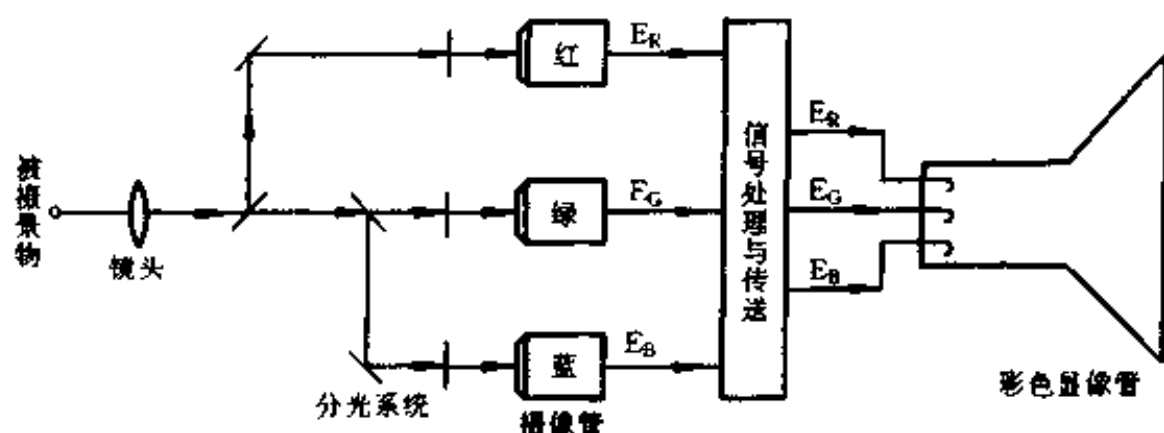 红
E_R
绿
E_G
蓝
E_B
被摄景物
镜头
分光系统
摄像管
信号处理与传送
E_R
E_G
E_B
彩色显像管